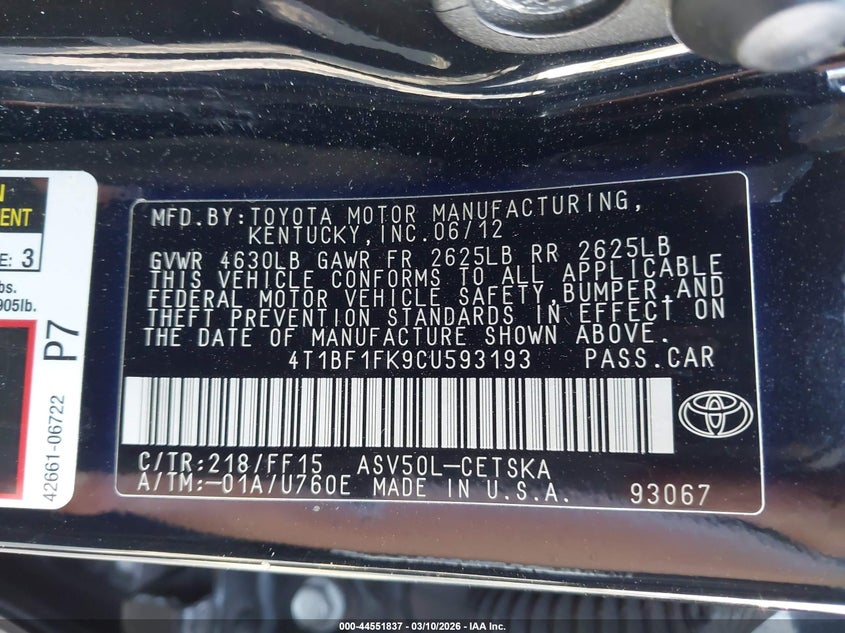 MFD.BY:TOYOTA MOTOR MANUFACTURING,
KENTUCKY,INC.06/12
GVWR 4630LB GAWR FR 2625LB RR 2625LB
THIS VEHICLE CONFORMS TO ALL APPLICABLE
FEDERAL MOTOR VEHICLE SAFETY,BUMPER,AND
THEFT PREVENTION STANDARDS IN EFFECT ON
THE DATE OF MANUFACTURE SHOWN ABOVE.
4T1BF1FK9CU593193 PASS.CAR
C/TR:218/FF15 ASV50L-CETSKA
A/TM:-01A/U760E MADE IN U.S.A. 93067
E: 3
905lb.
P7
42661-06722
000-44551837 - 03/10/2026 - IAA Inc.